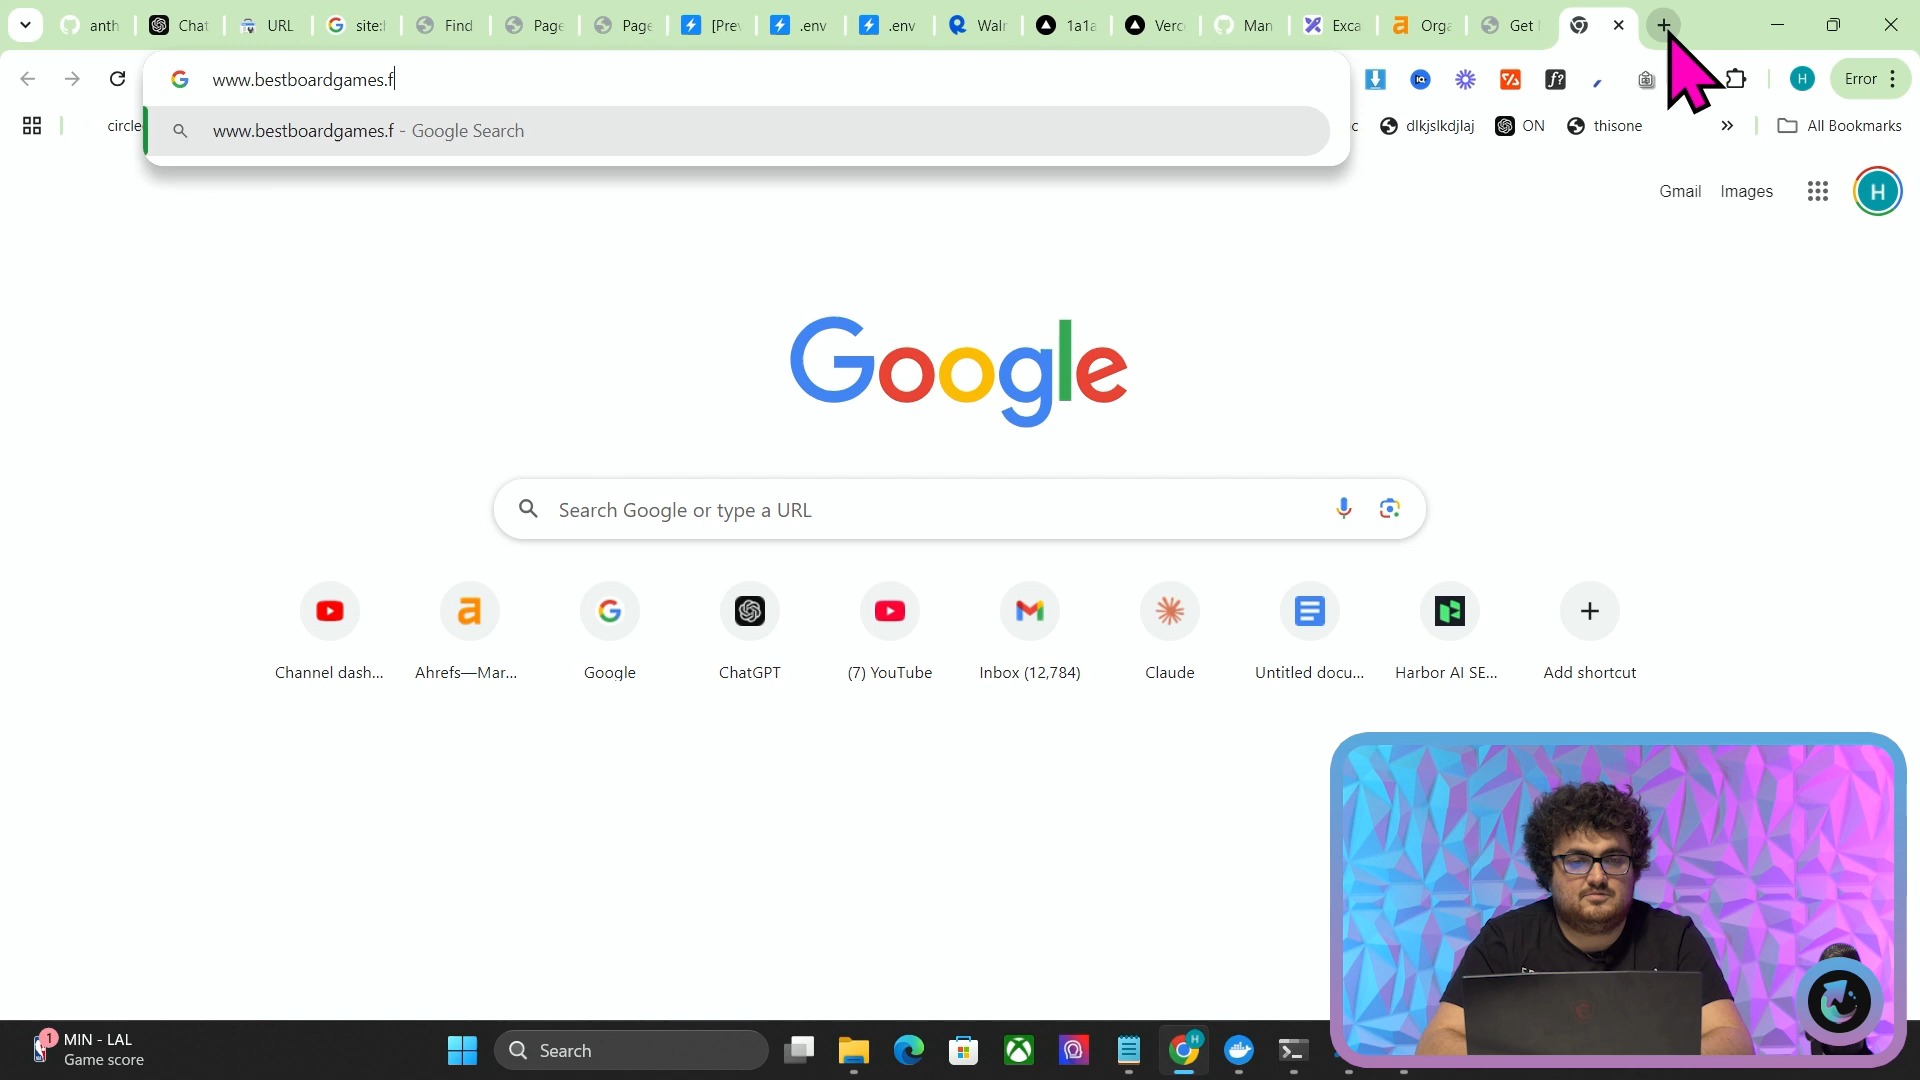 anth
Chat
URL
site:
Find
Page
Page
[Prev
.env
.env
Walr
1a1a
Verc
Man
Exca
Orga
Get
www.bestboardgames.f
Error
www.bestboardgames.f - Google Search
circle
c
dlkjslkdjlaj
ON
thisone
All Bookmarks
Gmail
Images
H
Google
Search Google or type a URL
Channel dash...
Ahrefs—Mar...
Google
ChatGPT
(7) YouTube
Inbox (12,784)
Claude
Untitled docu...
Harbor AI SE...
Add shortcut
1
MIN - LAL
Game score
Search